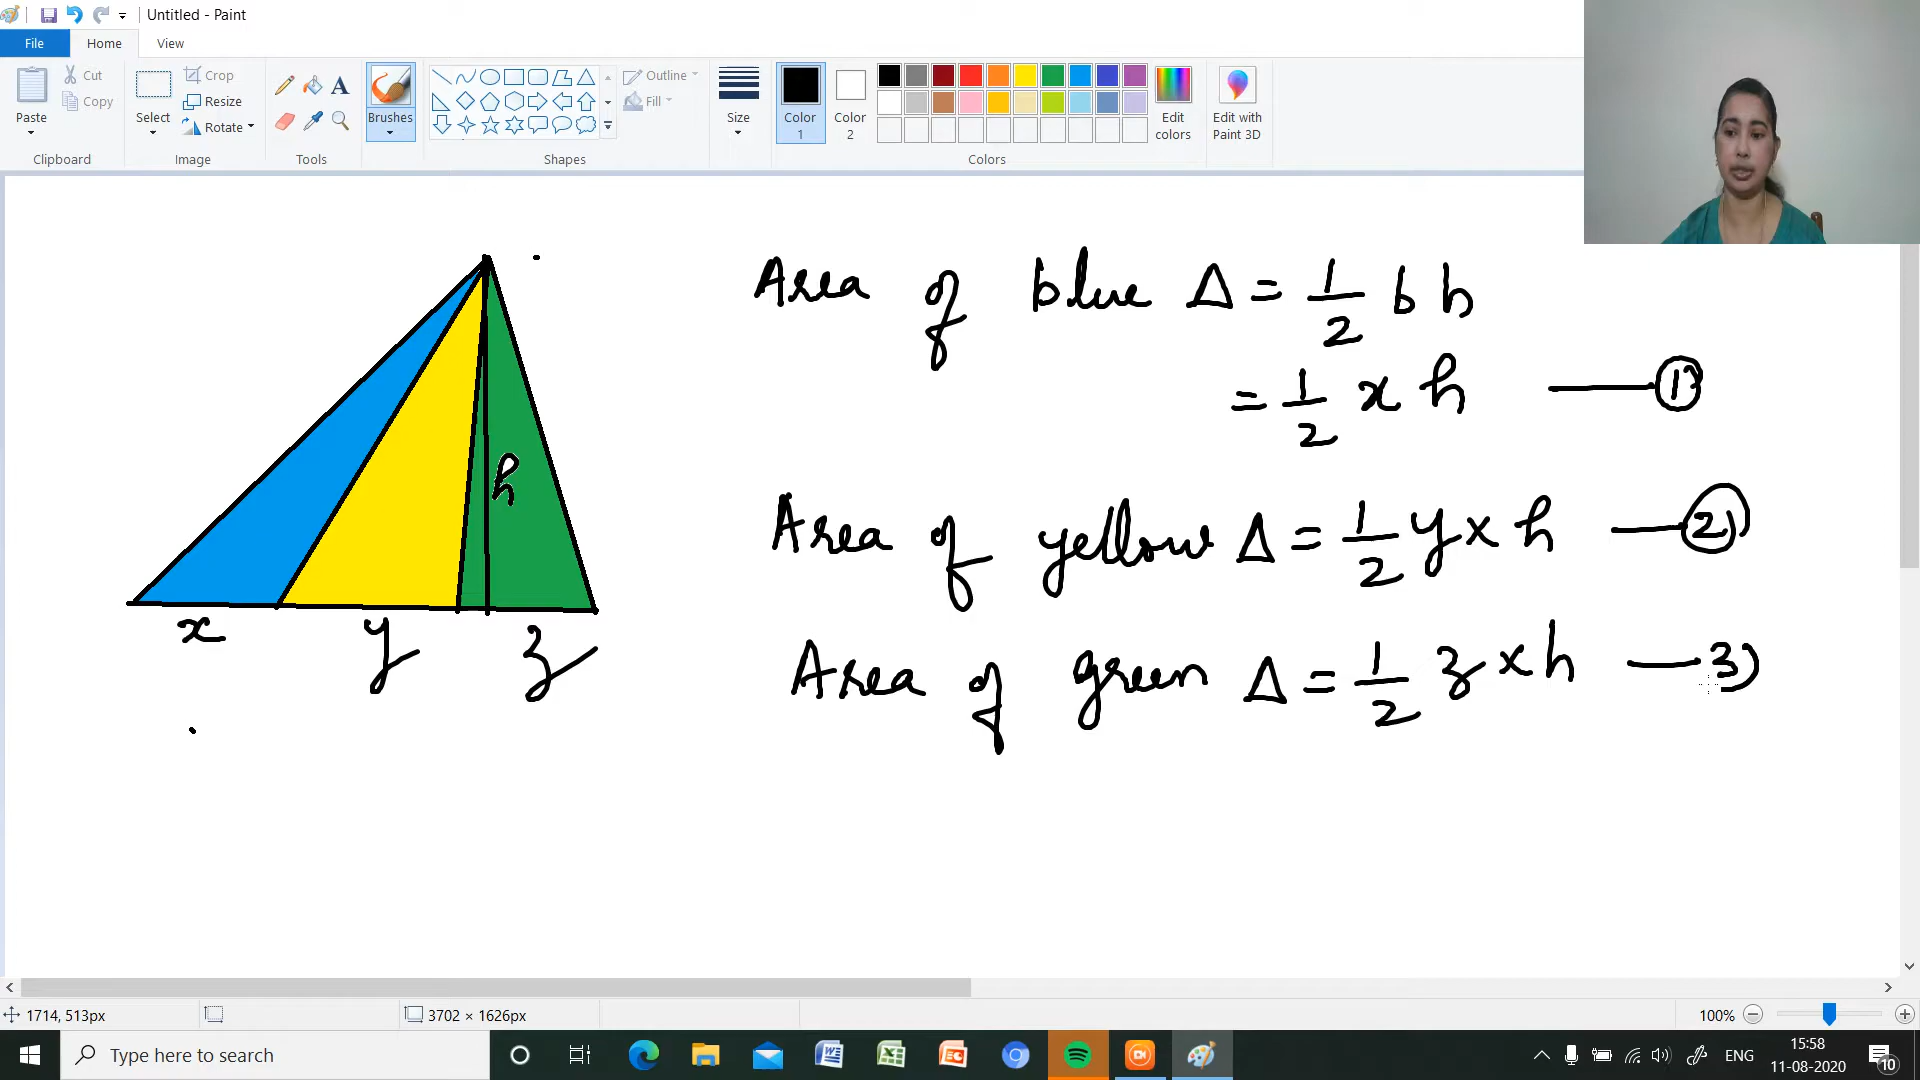 Untitled - Paint
File Home View
Paste
Cut
Copy
Clipboard
Select
Crop
Resize
Rotate
Image
A
Tools
Brushes
Outline
Fill
Shapes
Size
Color 1
Color 2
Edit colors
Edit with Paint 3D
Colors
h
x y z
Area of blue Δ = 1/2 b h
= 1/2 x h — 1)
Area of yellow Δ = 1/2 y x h — 2)
Area of green Δ = 1/2 z x h — 3)
1714, 513px
3702 × 1626px
100%
Type here to search
ENG
15:58
11-08-2020
10